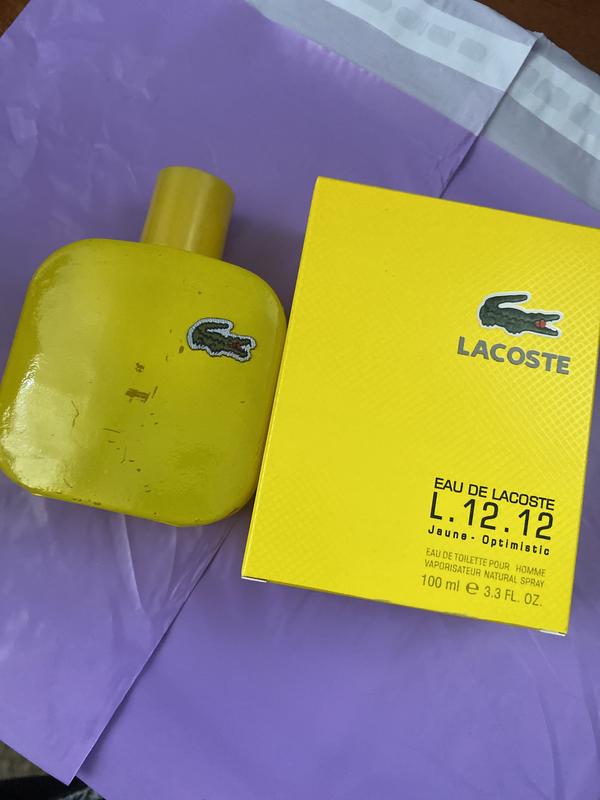 LACOSTE
EAU DE LACOSTE
L.12.12
Jaune - Optimistic
EAU DE TOILETTE POUR HOMME
VAPORISATEUR NATURAL SPRAY
100 ml e 3.3 FL. OZ.